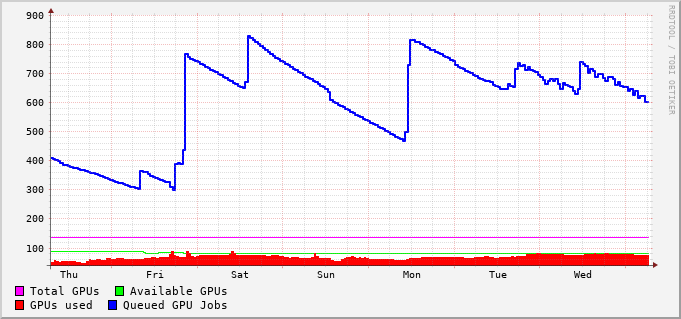 900
800
700
600
500
400
300
200
100
Thu Fri Sat Sun Mon Tue Wed
Total GPUs Available GPUs
GPUs used Queued GPU Jobs
RRDTOOL / TOBI OETIKER